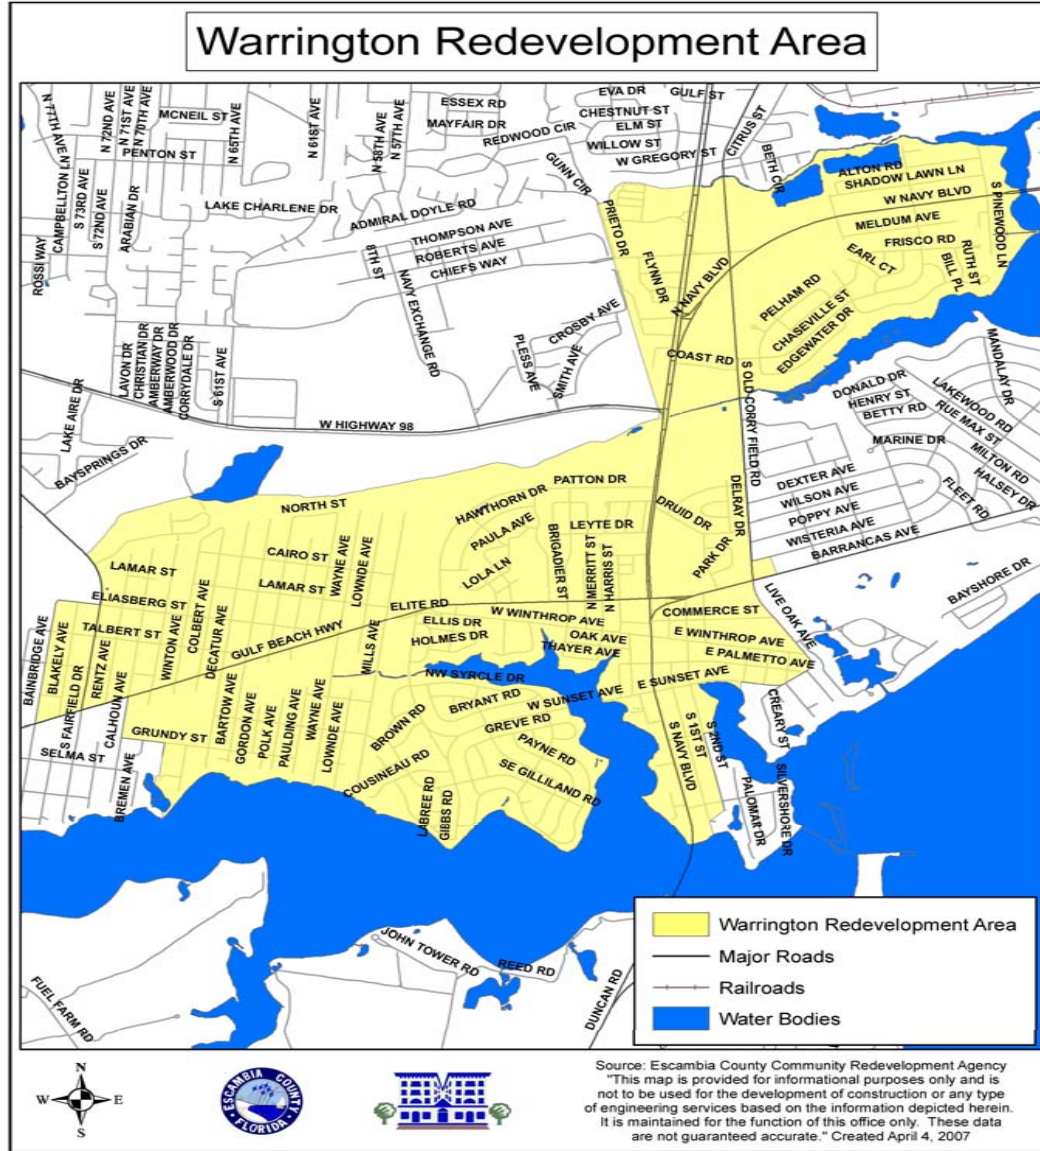 Warrington Redevelopment Area
N 77TH AVE
N 72ND AVE
N 71ST AVE
N 70TH AVE
MCNEIL ST
N 65TH AVE
N 61ST AVE
N 58TH AVE
N 57TH AVE
ESSEX RD
MAYFAIR DR
REDWOOD CIR
EVA DR
GULF ST
CHESTNUT ST
ELM ST
WILLOW ST
W GREGORY ST
CITRUS ST
BETH CIR
GUNN CIR
PENTON ST
CAMPBELLTON LN
S 73RD AVE
S 72ND AVE
ARABIAN DR
ROSSI WAY
LAKE CHARLENE DR
ADMIRAL DOYLE RD
THOMPSON AVE
ROBERTS AVE
CHIEFS WAY
8TH ST
NAVY EXCHANGE RD
PRIETO DR
FLYNN DR
N NAVY BLVD
ALTON RD
SHADOW LAWN LN
W NAVY BLVD
MELDUM AVE
FRISCO RD
EARL CT
RUTH ST
BILL PL
S PINEWOOD LN
PELHAM RD
CHASEVILLE ST
EDGEWATER DR
CROSBY AVE
PLESS AVE
SMITH AVE
COAST RD
S OLD CORRY FIELD RD
LAVON DR
CHRISTIAN DR
AMBERWAY DR
AMBERWOOD DR
CORRYDALE DR
S 61ST AVE
LAKE AIRE DR
W HIGHWAY 98
BAYSPRINGS DR
MANDALAY DR
DONALD DR
HENRY ST
BETTY RD
LAKEWOOD RD
RUE MAX ST
MILTON RD
HALSEY DR
MARINE DR
FLEET RD
DEXTER AVE
WILSON AVE
POPPY AVE
WISTERIA AVE
BARRANCAS AVE
NORTH ST
HAWTHORN DR
PATTON DR
PAULA AVE
LEYTE DR
BRIGADIER ST
DRUID DR
DELRAY DR
PARK DR
N MERRITT ST
N HARRIS ST
LOLA LN
CAIRO ST
LAMAR ST
LAMAR ST
WAYNE AVE
LOWNDE AVE
ELIASBERG ST
TALBERT ST
WINTON AVE
COLBERT AVE
DECATUR AVE
GULF BEACH HWY
ELITE RD
W WINTHROP AVE
ELLIS DR
HOLMES DR
OAK AVE
THAYER AVE
COMMERCE ST
E WINTHROP AVE
E PALMETTO AVE
LIVE OAK AVE
BAYSHORE DR
BAINBRIDGE AVE
BLAKELY AVE
S FAIRFIELD DR
RENTZ AVE
CALHOUN AVE
MILLS AVE
NW SYRCLE DR
E SUNSET AVE
W SUNSET AVE
BRYANT RD
GREVE RD
BROWN RD
PAYNE RD
SE GILLILAND RD
COUSINEAU RD
LABREE RD
GIBBS RD
S NAVY BLVD
S 1ST ST
S 2ND ST
CREARY ST
SILVERSHORE DR
PALOMAR DR
GRUNDY ST
BARTOW AVE
GORDON AVE
POLK AVE
PAULDING AVE
WAYNE AVE
LOWNDE AVE
SELMA ST
BREMEN AVE
JOHN TOWER RD
REED RD
DUNCAN RD
FUEL FARM RD
Warrington Redevelopment Area
Major Roads
Railroads
Water Bodies
N
W
E
S
ESCAMBIA COUNTY
FLORIDA
Source: Escambia County Community Redevelopment Agency
"This map is provided for informational purposes only and is
not to be used for the development of construction or any type
of engineering services based on the information depicted herein.
It is maintained for the function of this office only. These data
are not guaranteed accurate." Created April 4, 2007